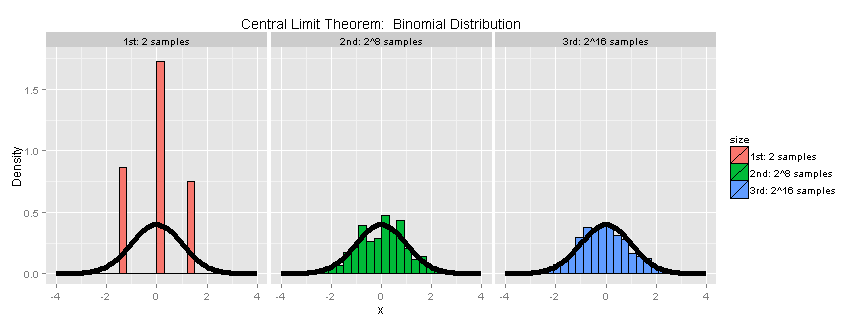 Central Limit Theorem:  Binomial Distribution
1st: 2 samples
2nd: 2^8 samples
3rd: 2^16 samples
Density
1.5
1.0
0.5
0.0
-4 -2 0 2 4
-4 -2 0 2 4
-4 -2 0 2 4
x
size
1st: 2 samples
2nd: 2^8 samples
3rd: 2^16 samples